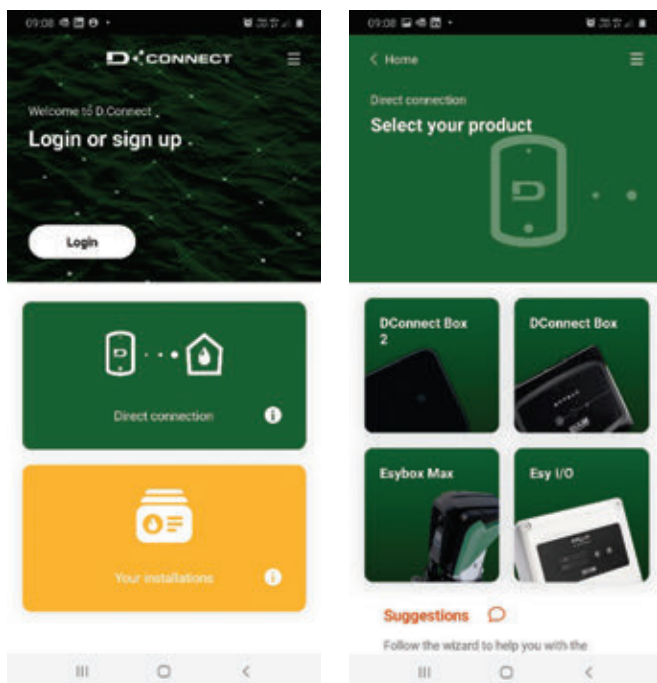 09:08
D CONNECT
Welcome to D.Connect
Login or sign up
Login
Direct connection
Your installations
09:08
Home
Direct connection
Select your product
DConnect Box
2
DConnect Box
Esybox Max
Esy I/O
Suggestions
Follow the wizard to help you with the